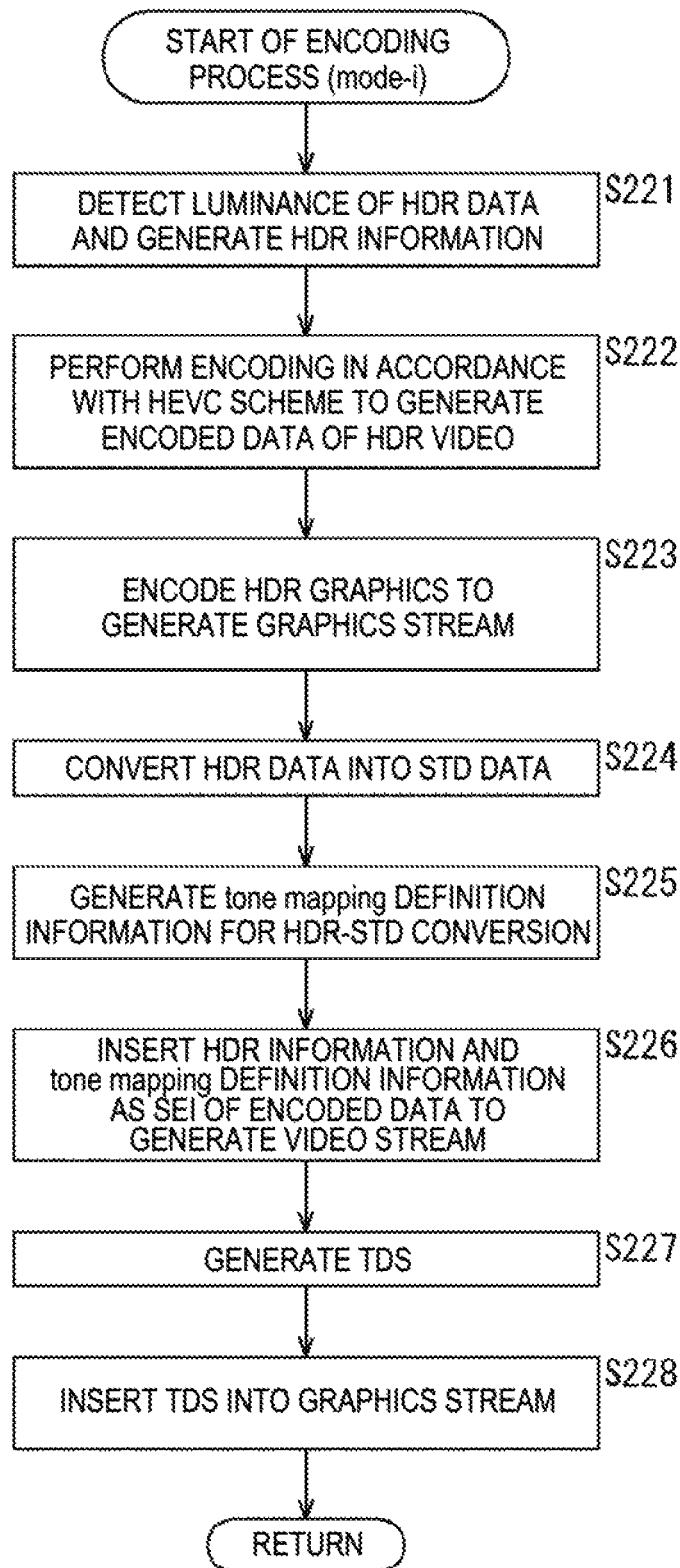 START OF ENCODING
PROCESS (mode-i)
S221
DETECT LUMINANCE OF HDR DATA
AND GENERATE HDR INFORMATION
S222
PERFORM ENCODING IN ACCORDANCE
WITH HEVC SCHEME TO GENERATE
ENCODED DATA OF HDR VIDEO
S223
ENCODE HDR GRAPHICS TO
GENERATE GRAPHICS STREAM
S224
CONVERT HDR DATA INTO STD DATA
S225
GENERATE tone mapping DEFINITION
INFORMATION FOR HDR-STD CONVERSION
S226
INSERT HDR INFORMATION AND
tone mapping DEFINITION INFORMATION
AS SEI OF ENCODED DATA TO
GENERATE VIDEO STREAM
S227
GENERATE TDS
S228
INSERT TDS INTO GRAPHICS STREAM
RETURN